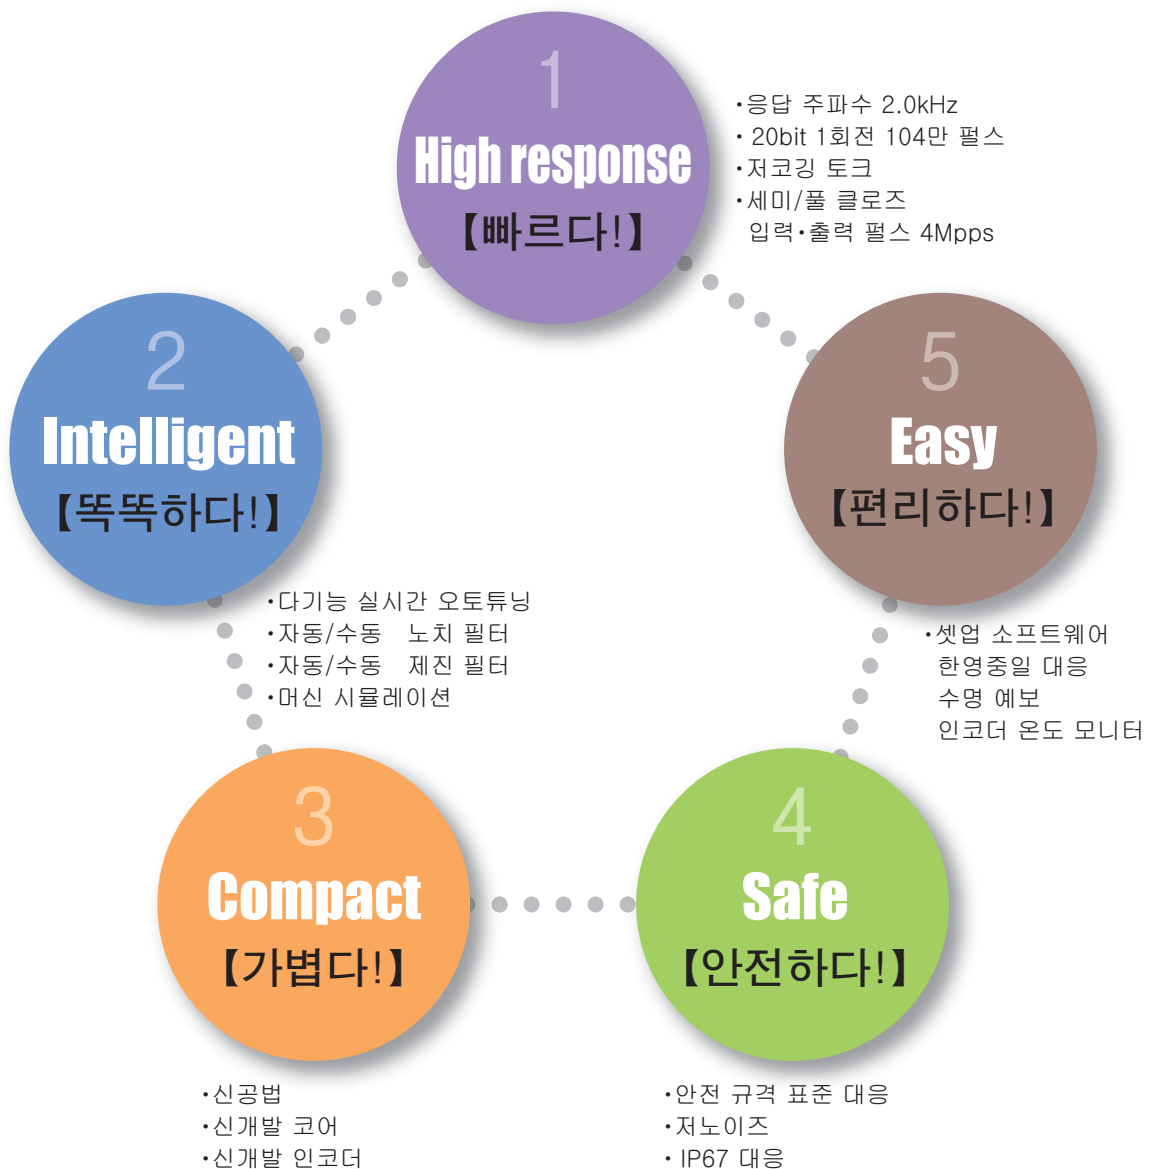 1
High response
【빠르다!】
・응답 주파수 2.0kHz
・20bit 1회전 104만 펄스
・저코깅 토크
・세미/풀 클로즈
입력・출력 펄스 4Mpps
2
Intelligent
【똑똑하다!】
・다기능 실시간 오토튜닝
・자동/수동 노치 필터
・자동/수동 제진 필터
・머신 시뮬레이션
3
Compact
【가볍다!】
・신공법
・신개발 코어
・신개발 인코더
4
Safe
【안전하다!】
・안전 규격 표준 대응
・저노이즈
・IP67 대응
5
Easy
【편리하다!】
・셋업 소프트웨어
한영중일 대응
수명 예보
인코더 온도 모니터